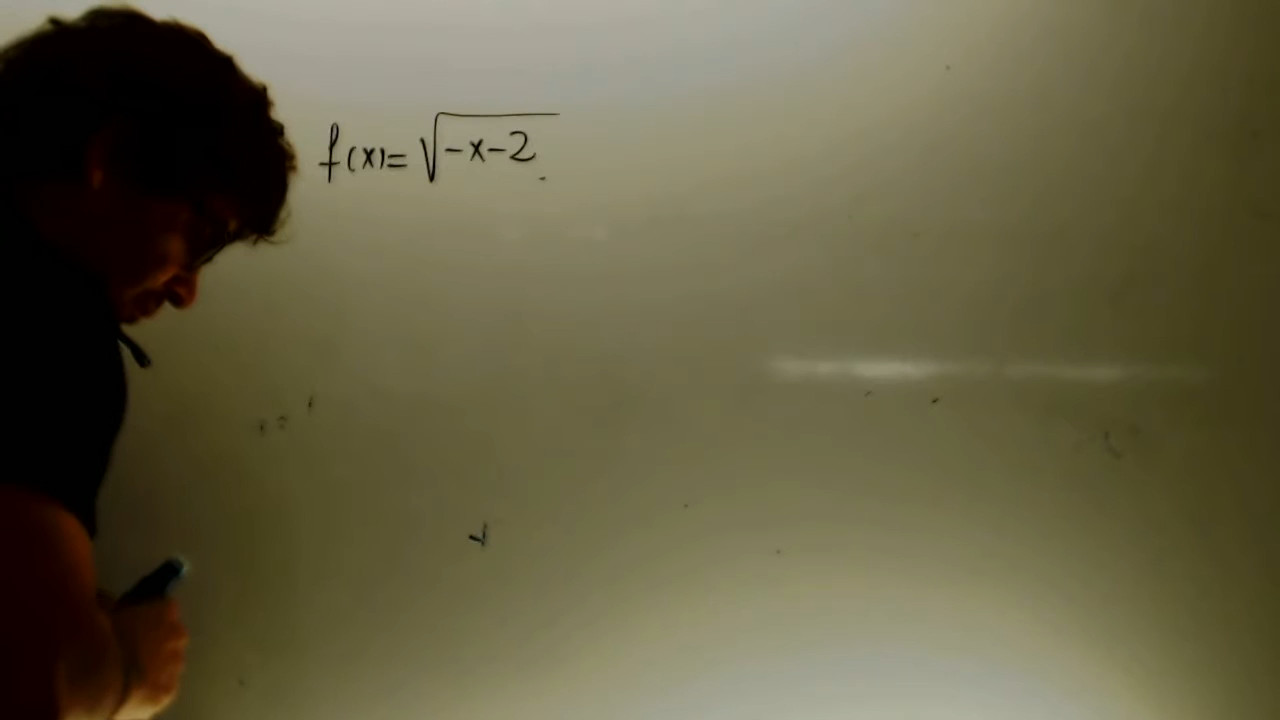 f(x)= √-x-2